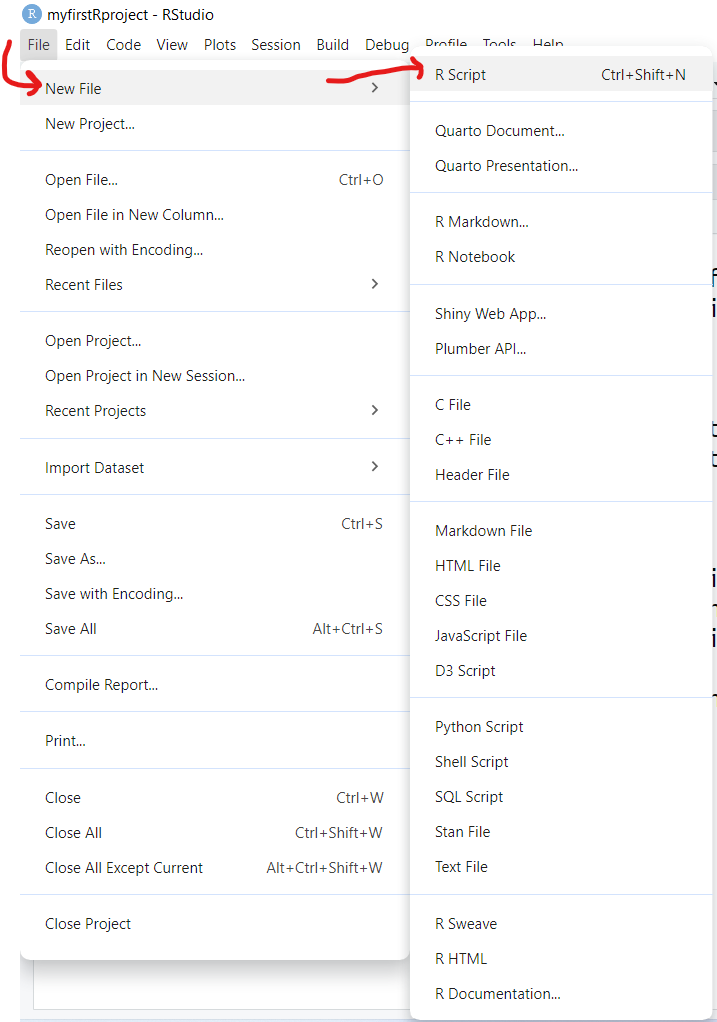 R myfirstRproject - RStudio
File Edit Code View Plots Session Build Debug Profile Tools Help
New File
New Project...
Open File... Ctrl+O
Open File in New Column...
Reopen with Encoding...
Recent Files
Open Project...
Open Project in New Session...
Recent Projects
Import Dataset
Save Ctrl+S
Save As...
Save with Encoding...
Save All Alt+Ctrl+S
Compile Report...
Print...
Close Ctrl+W
Close All Ctrl+Shift+W
Close All Except Current Alt+Ctrl+Shift+W
Close Project
R Script Ctrl+Shift+N
Quarto Document...
Quarto Presentation...
R Markdown...
R Notebook
Shiny Web App...
Plumber API...
C File
C++ File
Header File
Markdown File
HTML File
CSS File
JavaScript File
D3 Script
Python Script
Shell Script
SQL Script
Stan File
Text File
R Sweave
R HTML
R Documentation...